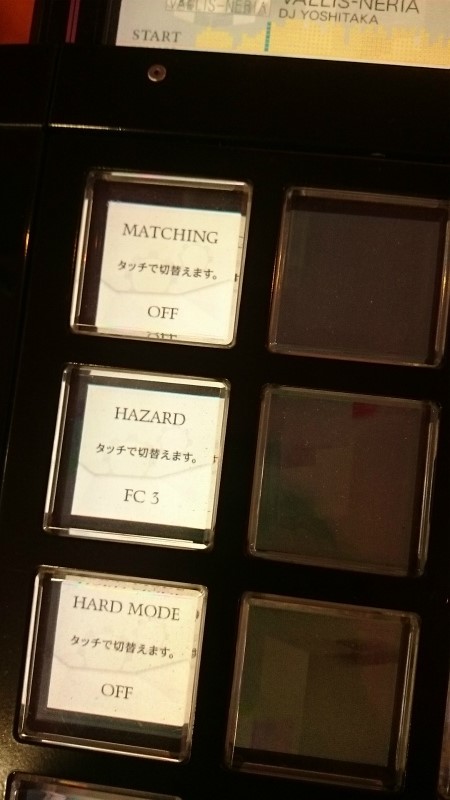 VALLIS-NERIA
VALLIS-NERIA
DJ YOSHITAKA
START
MATCHING
タッチで切替えます。
OFF
HAZARD
タッチで切替えます。
FC 3
HARD MODE
タッチで切替えます。
OFF